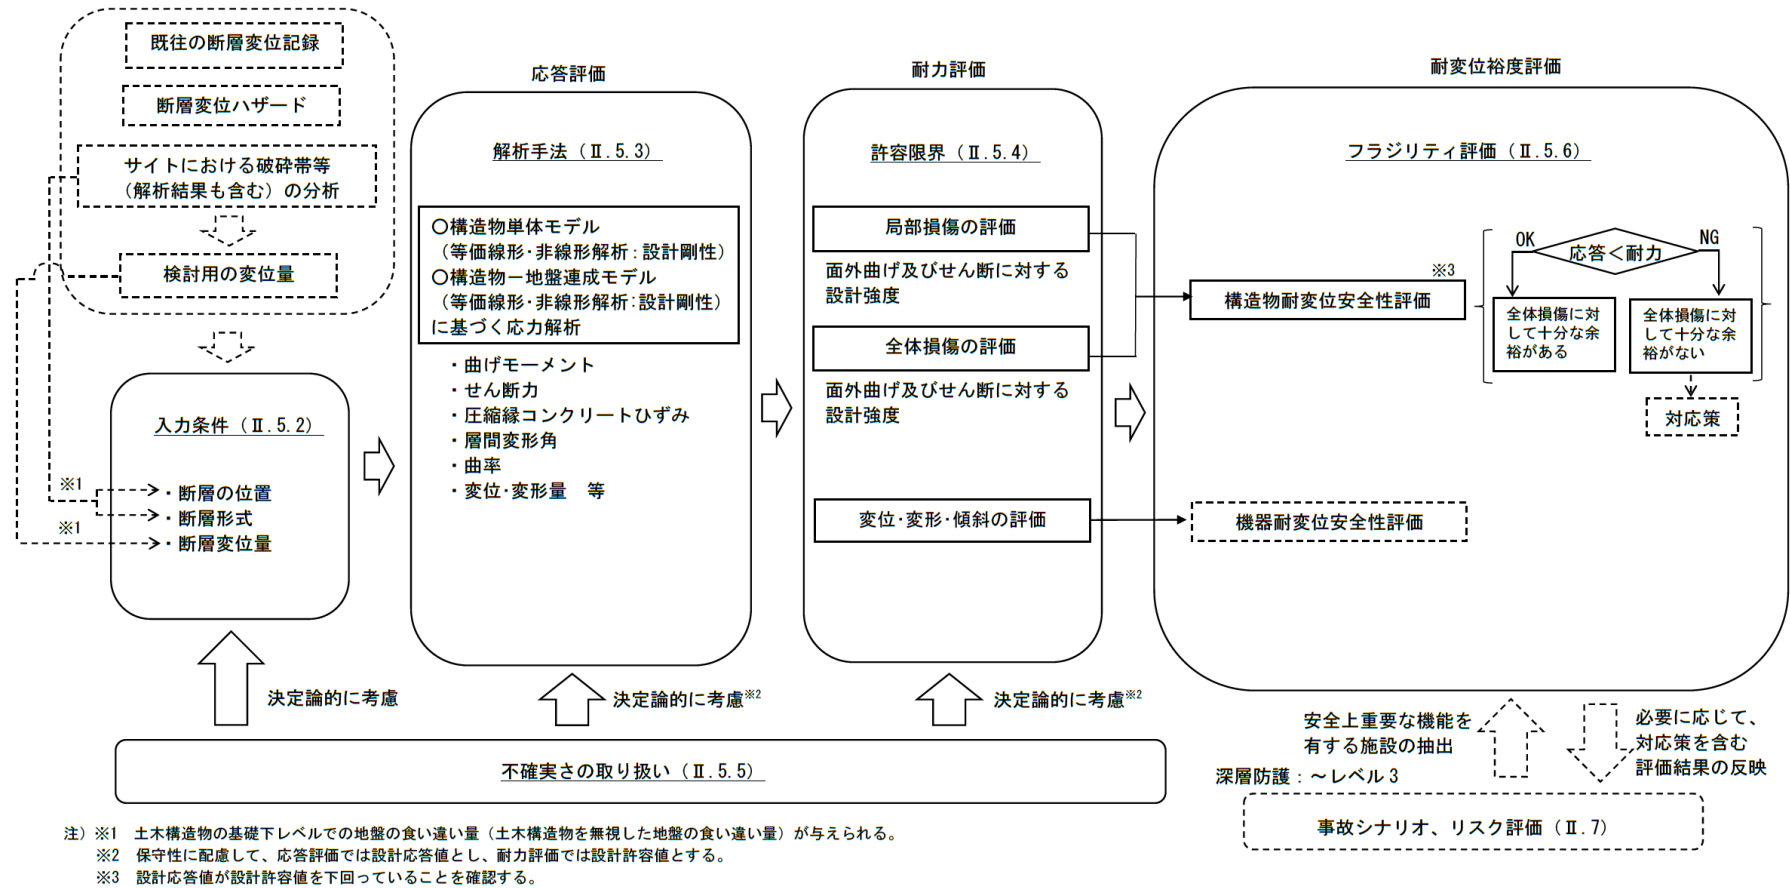 既往の断層変位記録
断層変位ハザード
サイトにおける破砕帯等
（解析結果も含む）の分析
検討用の変位量
入力条件（Ⅱ.5.2）
※1
・断層の位置
・断層形式
※1
・断層変位量
応答評価
解析手法（Ⅱ.5.3）
〇構造物単体モデル
（等価線形・非線形解析：設計剛性）
〇構造物－地盤連成モデル
（等価線形・非線形解析：設計剛性）
に基づく応力解析
・曲げモーメント
・せん断力
・圧縮縁コンクリートひずみ
・層間変形角
・曲率
・変位・変形量　等
耐力評価
許容限界（Ⅱ.5.4）
局部損傷の評価
面外曲げ及びせん断に対する
設計強度
全体損傷の評価
面外曲げ及びせん断に対する
設計強度
変位・変形・傾斜の評価
耐変位裕度評価
フラジリティ評価（Ⅱ.5.6）
※3
構造物耐変位安全性評価
OK
応答＜耐力
NG
全体損傷に対
して十分な余
裕がある
全体損傷に対
して十分な余
裕がない
対応策
機器耐変位安全性評価
決定論的に考慮
決定論的に考慮※2
決定論的に考慮※2
不確実さの取り扱い（Ⅱ.5.5）
安全上重要な機能を
有する施設の抽出
深層防護：～レベル3
必要に応じて、
対応策を含む
評価結果の反映
事故シナリオ、リスク評価（Ⅱ.7）
注）※1　土木構造物の基礎下レベルでの地盤の食い違い量（土木構造物を無視した地盤の食い違い量）が与えられる。
※2　保守性に配慮して、応答評価では設計応答値とし、耐力評価では設計許容値とする。
※3　設計応答値が設計許容値を下回っていることを確認する。